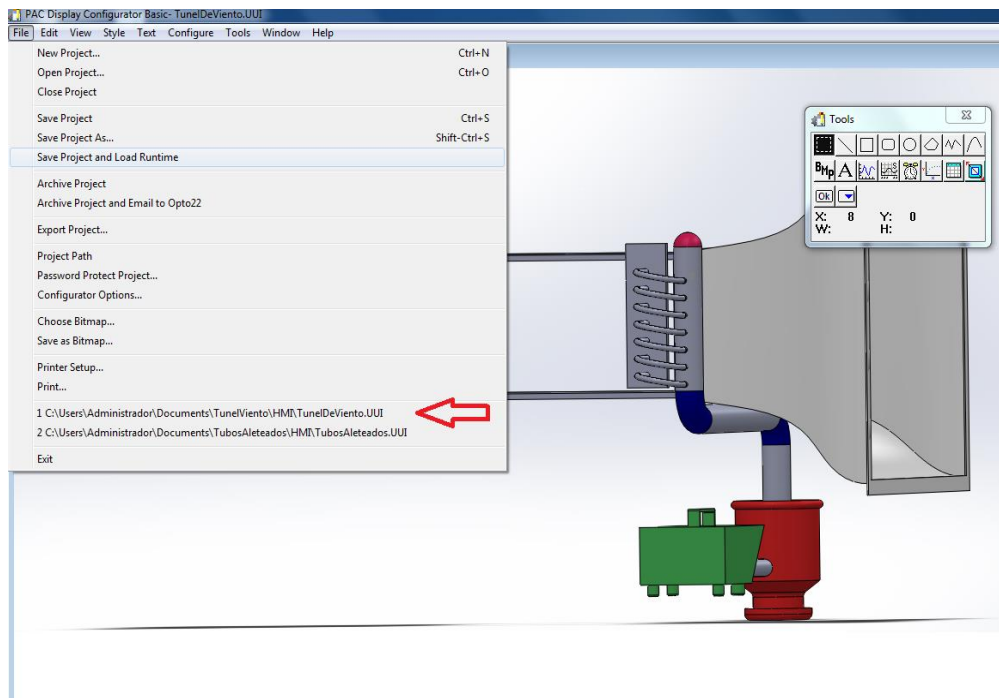 PAC Display Configurator Basic- TunelDeViento.UUI
File Edit View Style Text Configure Tools Window Help
New Project... Ctrl+N
Open Project... Ctrl+O
Close Project
Save Project Ctrl+S
Save Project As... Shift-Ctrl+S
Save Project and Load Runtime
Archive Project
Archive Project and Email to Opto22
Export Project...
Project Path
Password Protect Project...
Configurator Options...
Choose Bitmap...
Save as Bitmap...
Printer Setup...
Print...
1 C:\Users\Administrador\Documents\TunelViento\HMI\TunelDeViento.UUI
2 C:\Users\Administrador\Documents\TubosAleteados\HMI\TubosAleteados.UUI
Exit
Tools
BMp A
Ok
X: 8 Y: 0
W: H: